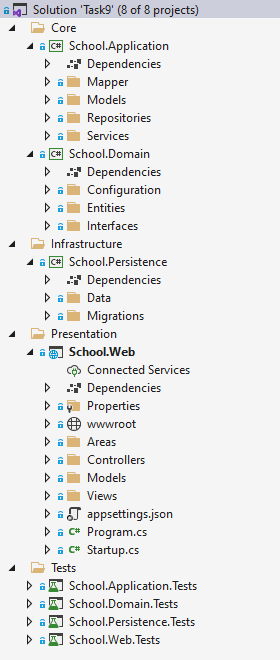 Solution 'Task9' (8 of 8 projects)
Core
C# School.Application
Dependencies
Mapper
Models
Repositories
Services
C# School.Domain
Dependencies
Configuration
Entities
Interfaces
Infrastructure
C# School.Persistence
Dependencies
Data
Migrations
Presentation
School.Web
Connected Services
Dependencies
Properties
wwwroot
Areas
Controllers
Models
Views
appsettings.json
C# Program.cs
C# Startup.cs
Tests
School.Application.Tests
School.Domain.Tests
School.Persistence.Tests
School.Web.Tests